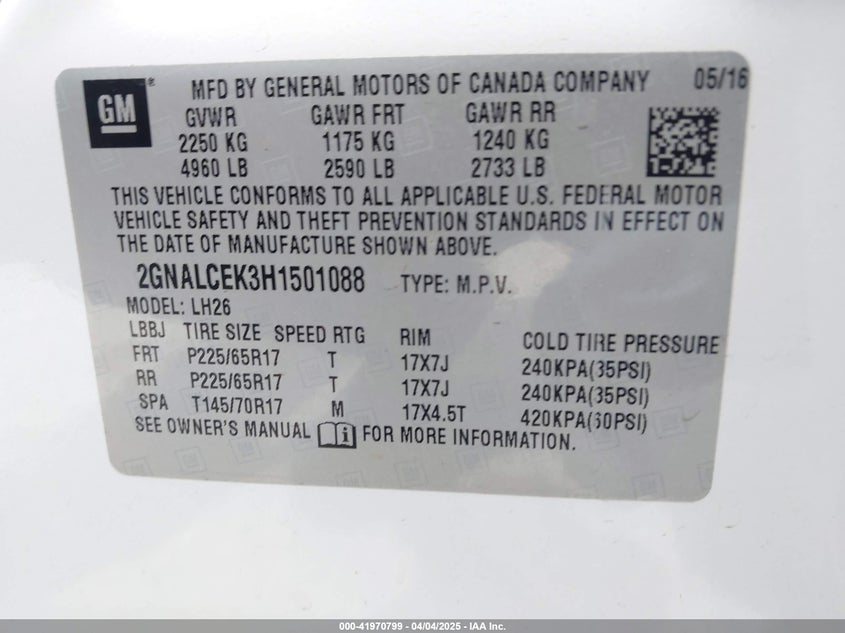 GM
®
MFD BY GENERAL MOTORS OF CANADA COMPANY 05/16
GVWR GAWR FRT GAWR RR
2250 KG 1175 KG 1240 KG
4960 LB 2590 LB 2733 LB
THIS VEHICLE CONFORMS TO ALL APPLICABLE U.S. FEDERAL MOTOR
VEHICLE SAFETY AND THEFT PREVENTION STANDARDS IN EFFECT ON
THE DATE OF MANUFACTURE SHOWN ABOVE.
2GNALCEK3H1501088 TYPE: M.P.V.
MODEL: LH26
LBBJ TIRE SIZE SPEED RTG RIM COLD TIRE PRESSURE
FRT P225/65R17 T 17X7J 240KPA(35PSI)
RR P225/65R17 T 17X7J 240KPA(35PSI)
SPA T145/70R17 M 17X4.5T 420KPA(60PSI)
SEE OWNER'S MANUAL i FOR MORE INFORMATION.
000-41970799 - 04/04/2025 - IAA Inc.